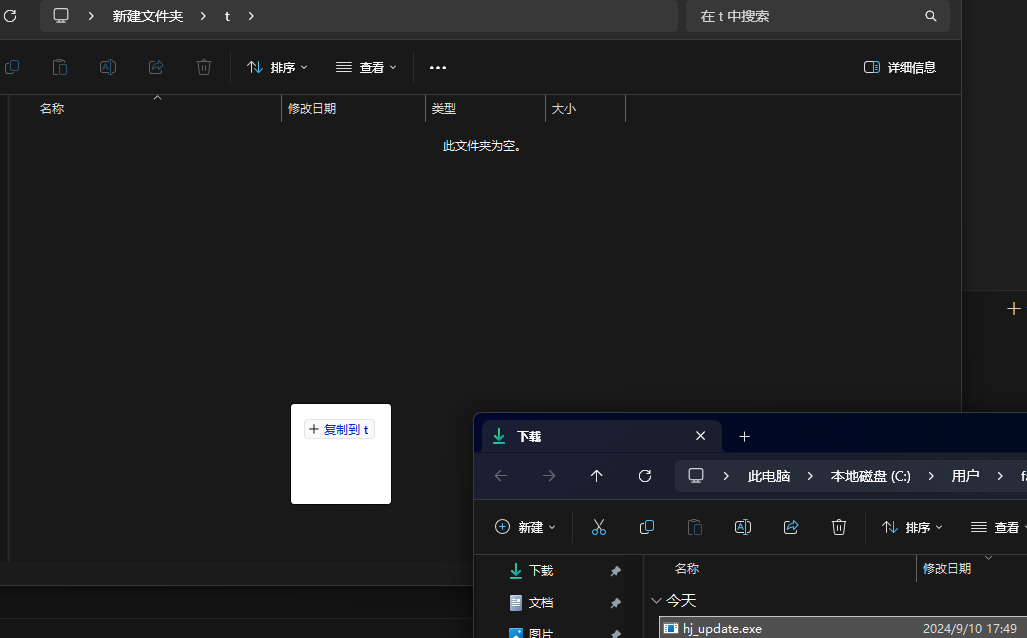 新建文件夹 t
在 t 中搜索
排序 查看 详细信息
名称 修改日期 类型 大小
此文件夹为空。
+ 复制到 t
下载
此电脑 本地磁盘 (C:) 用户
新建 排序 查看
下载
文档
图片
名称 修改日期
今天
hj_update.exe 2024/9/10 17:49